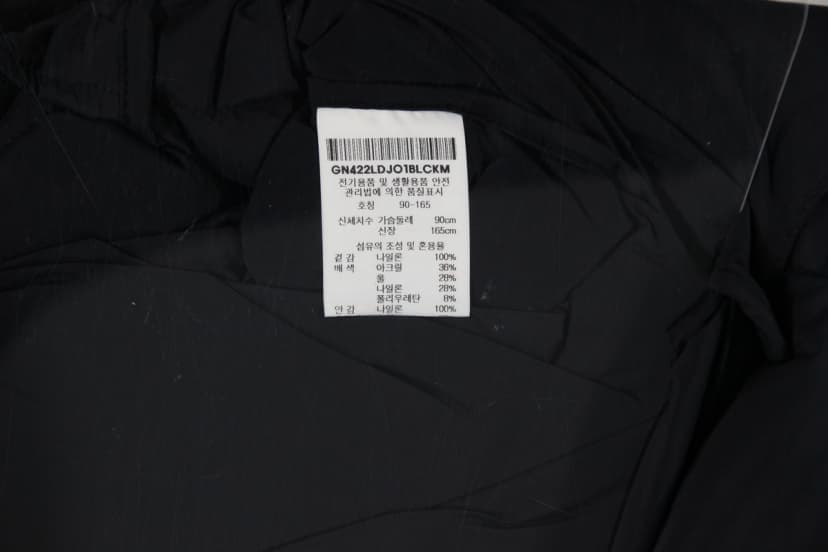 GN422LDJO1BLCKM
전기용품 및 생활용품 안전
관리법에 의한 품질표시
호칭 90-165
신체치수 가슴둘레 90cm
신장 165cm
섬유의 조성 및 혼용율
겉 감 나일론 100%
배 색 아크릴 36%
울 28%
나일론 28%
폴리우레탄 8%
안 감 나일론 100%